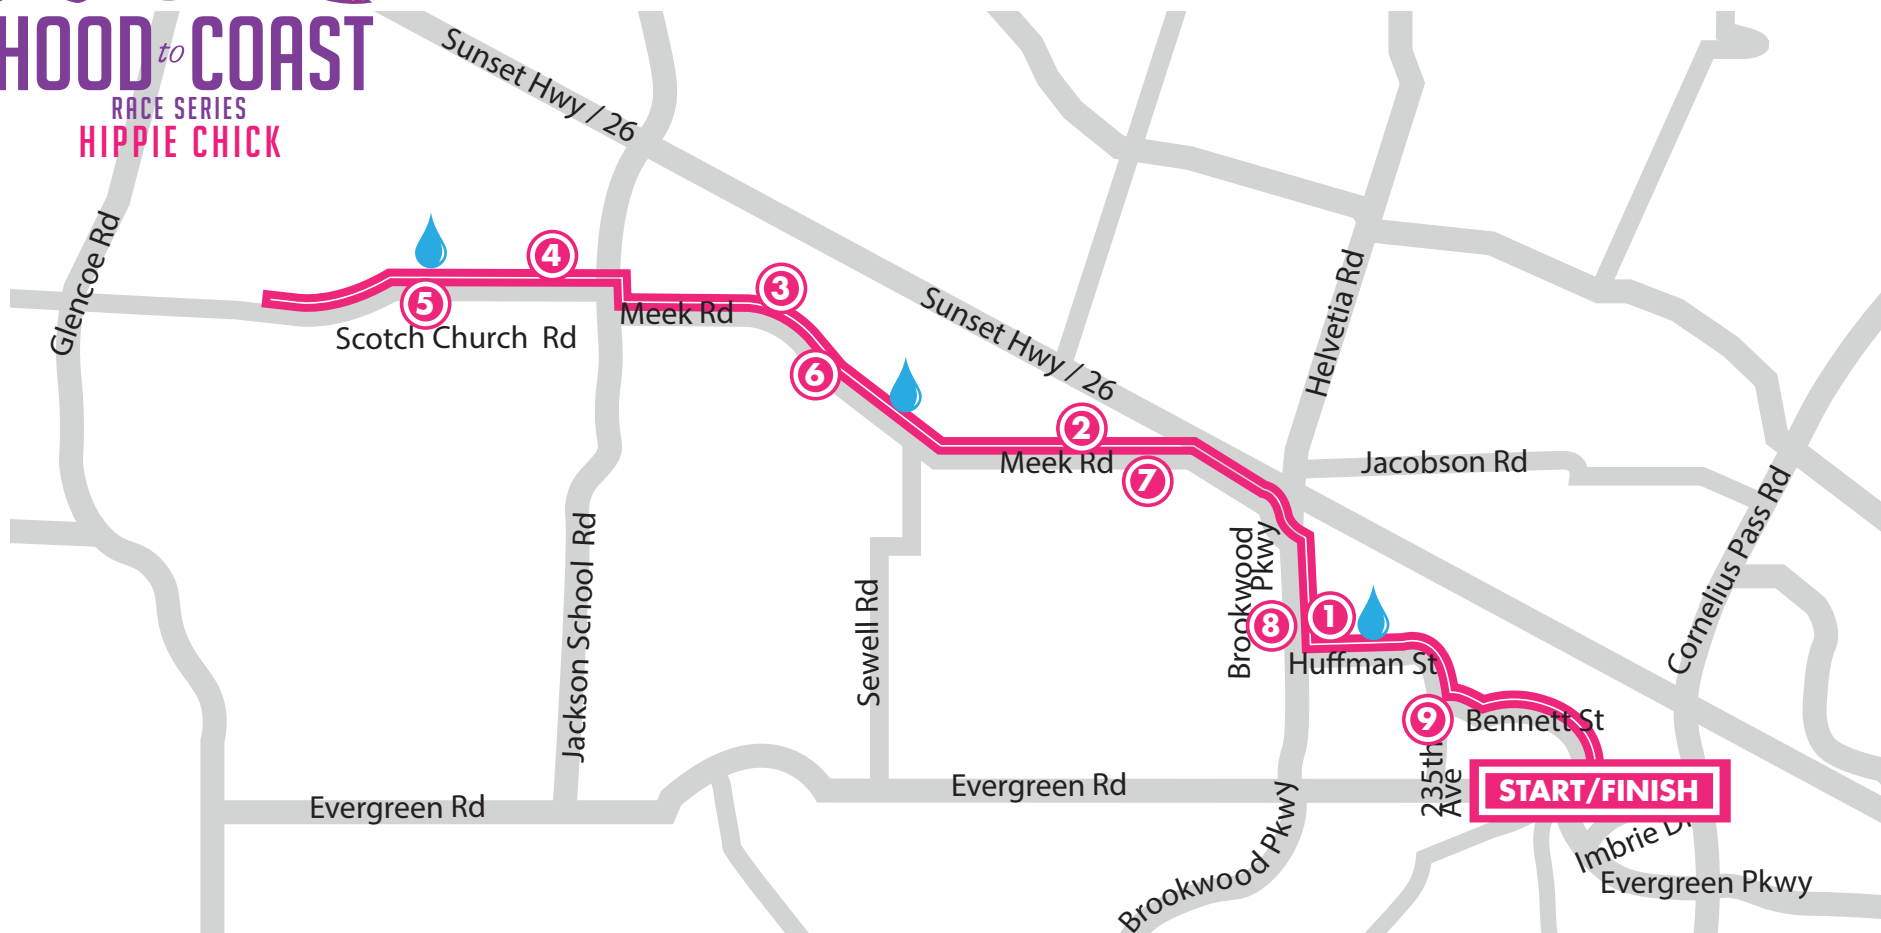 HOOD to COAST
RACE SERIES
HIPPIE CHICK
Sunset Hwy / 26
Glencoe Rd
4
5
Scotch Church Rd
3
Meek Rd
6
Sunset Hwy / 26
Helvetia Rd
2
Meek Rd
7
Jacobson Rd
Cornelius Pass Rd
Jackson School Rd
Sewell Rd
Brookwood
Pkwy
8
1
Huffman St
9
Bennett St
235th
Ave
START/FINISH
Evergreen Rd
Evergreen Rd
Brookwood Pkwy
Imbrie Dr
Evergreen Pkwy